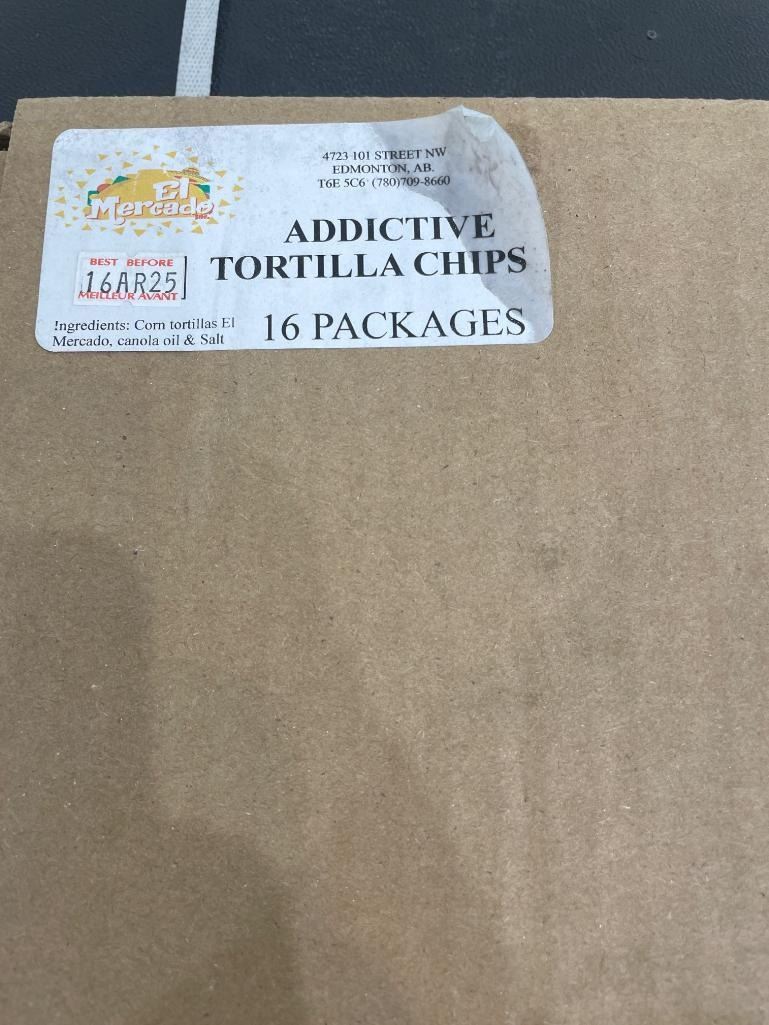 4723 101 STREET NW
EDMONTON, AB.
T6E 5C6 (780)709-8660
El
Mercado
ADDICTIVE
TORTILLA CHIPS
16 PACKAGES
BEST BEFORE
16AR25
MEILLEUR AVANT
Ingredients: Corn tortillas El
Mercado, canola oil & Salt